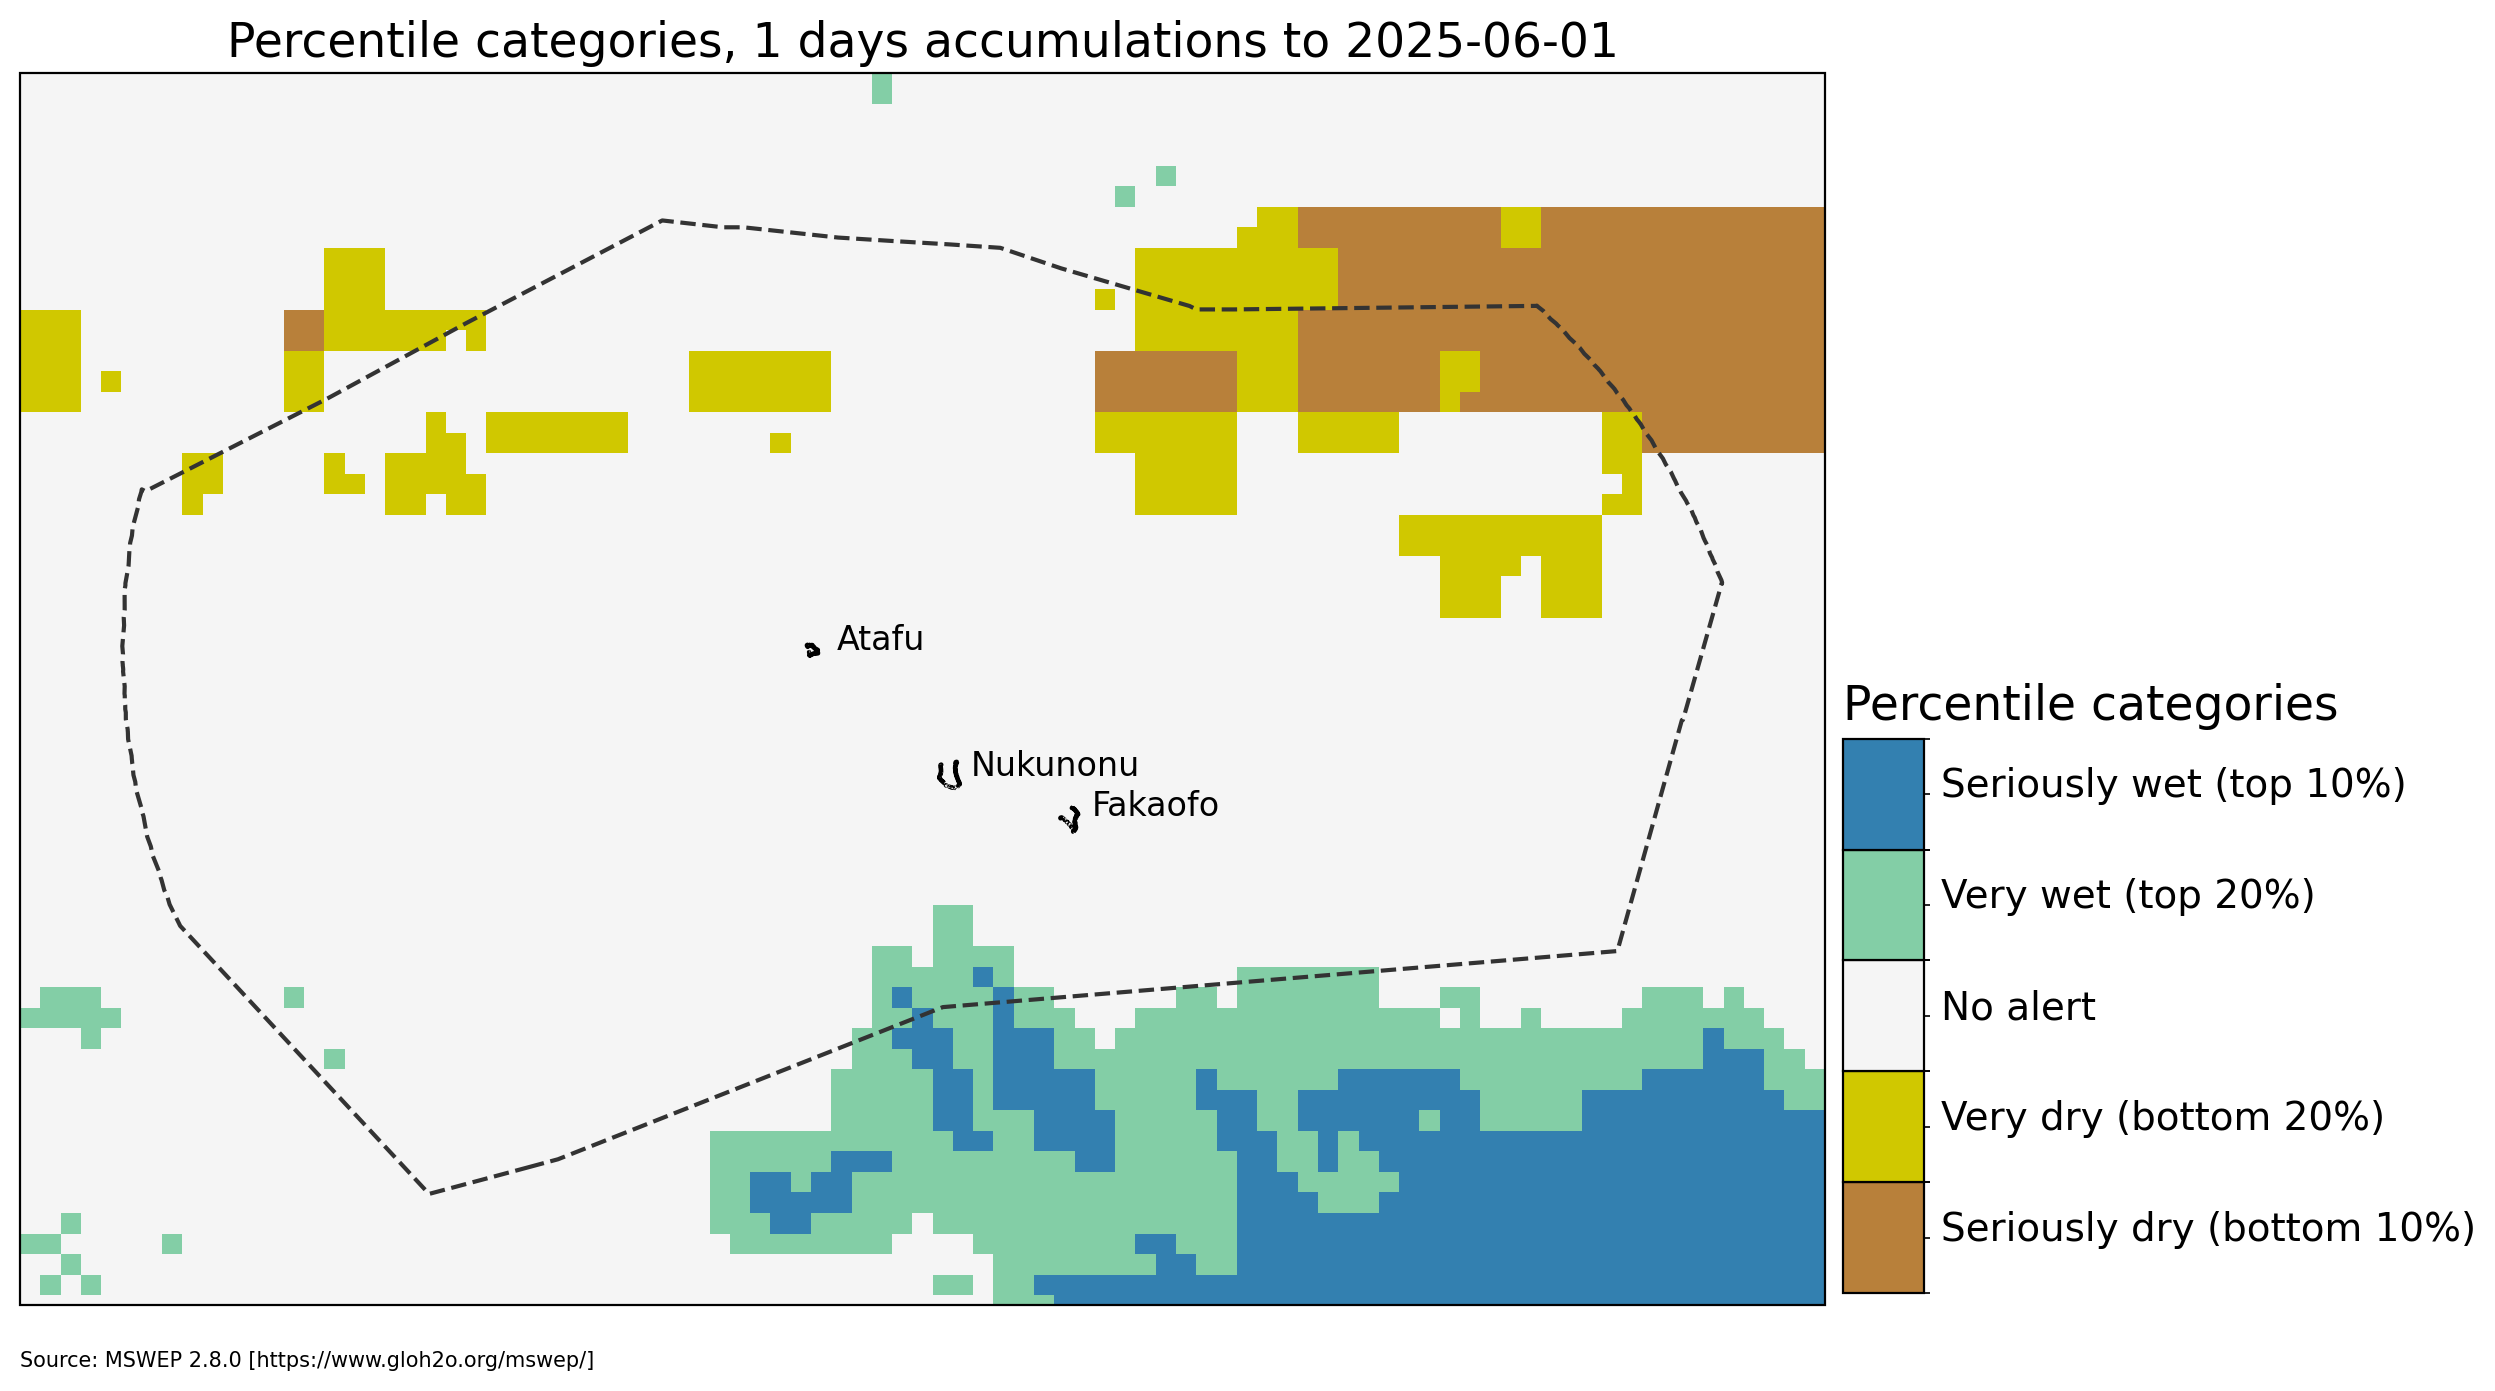 Percentile categories, 1 days accumulations to 2025-06-01
Atafu
Nukunonu
Fakaofo
Percentile categories
Seriously wet (top 10%)
Very wet (top 20%)
No alert
Very dry (bottom 20%)
Seriously dry (bottom 10%)
Source: MSWEP 2.8.0 [https://www.gloh2o.org/mswep/]